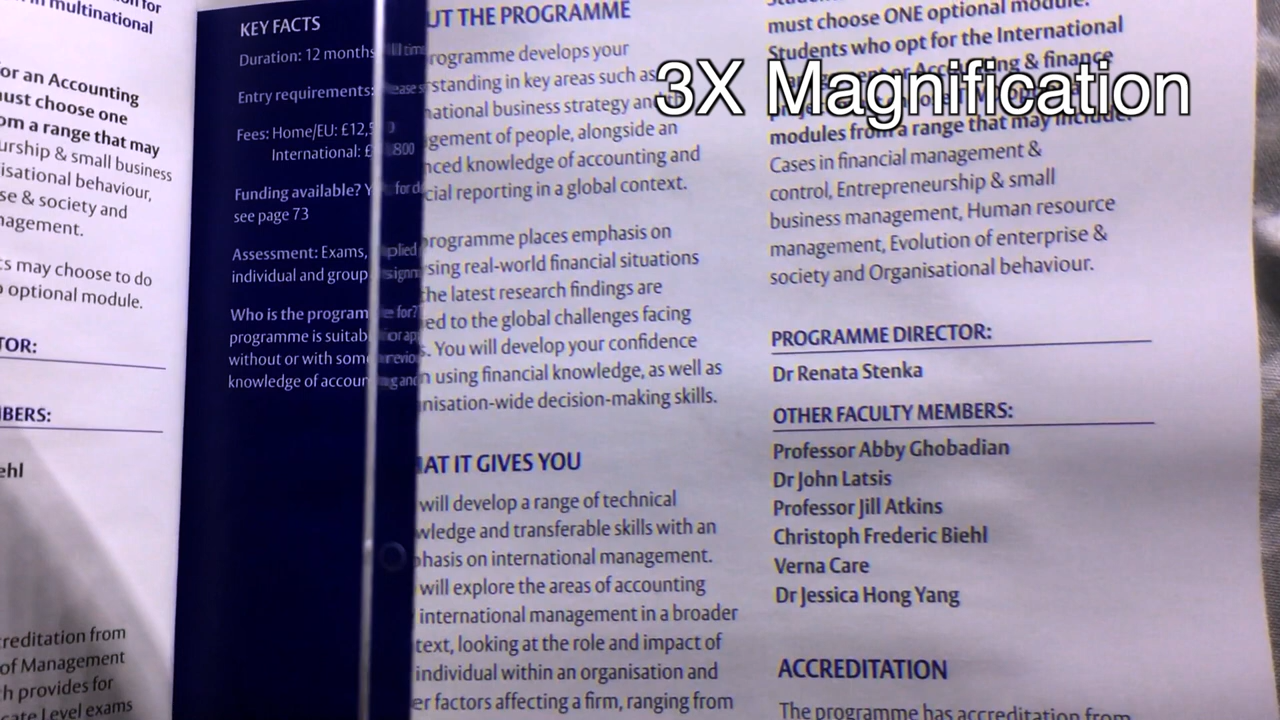 n multinational
or an Accounting
must choose one
om a range that may
urship & small business
isational behaviour,
se & society and
nagement.
ts may choose to do
o optional module.
TOR:
BERS:
ehl
creditation from
of Management
h provides for
cate Level exams
KEY FACTS
Duration: 12 months
Entry requirements:
Fees: Home/EU: £12,
International: £ 800
Funding available? Y
see page 73
Assessment: Exams,
individual and group
Who is the program for?
programme is suitab
without or with som
knowledge of accoun
UT THE PROGRAMME
rogramme develops your
rstanding in key areas such as
national business strategy and
gement of people, alongside an
nced knowledge of accounting and
cial reporting in a global context.
programme places emphasis on
sing real-world financial situations
the latest research findings are
ed to the global challenges facing
s. You will develop your confidence
n using financial knowledge, as well as
nisation-wide decision-making skills.
AT IT GIVES YOU
will develop a range of technical
wledge and transferable skills with an
phasis on international management.
will explore the areas of accounting
international management in a broader
text, looking at the role and impact of
individual within an organisation and
er factors affecting a firm, ranging from
3X Magnification
must choose ONE optional module.
Students who opt for the International
& finance
modules from a range that may include:
Cases in financial management &
control, Entrepreneurship & small
business management, Human resource
management, Evolution of enterprise &
society and Organisational behaviour.
PROGRAMME DIRECTOR:
Dr Renata Stenka
OTHER FACULTY MEMBERS:
Professor Abby Ghobadian
Dr John Latsis
Professor Jill Atkins
Christoph Frederic Biehl
Verna Care
Dr Jessica Hong Yang
ACCREDITATION
The programme has accreditation from